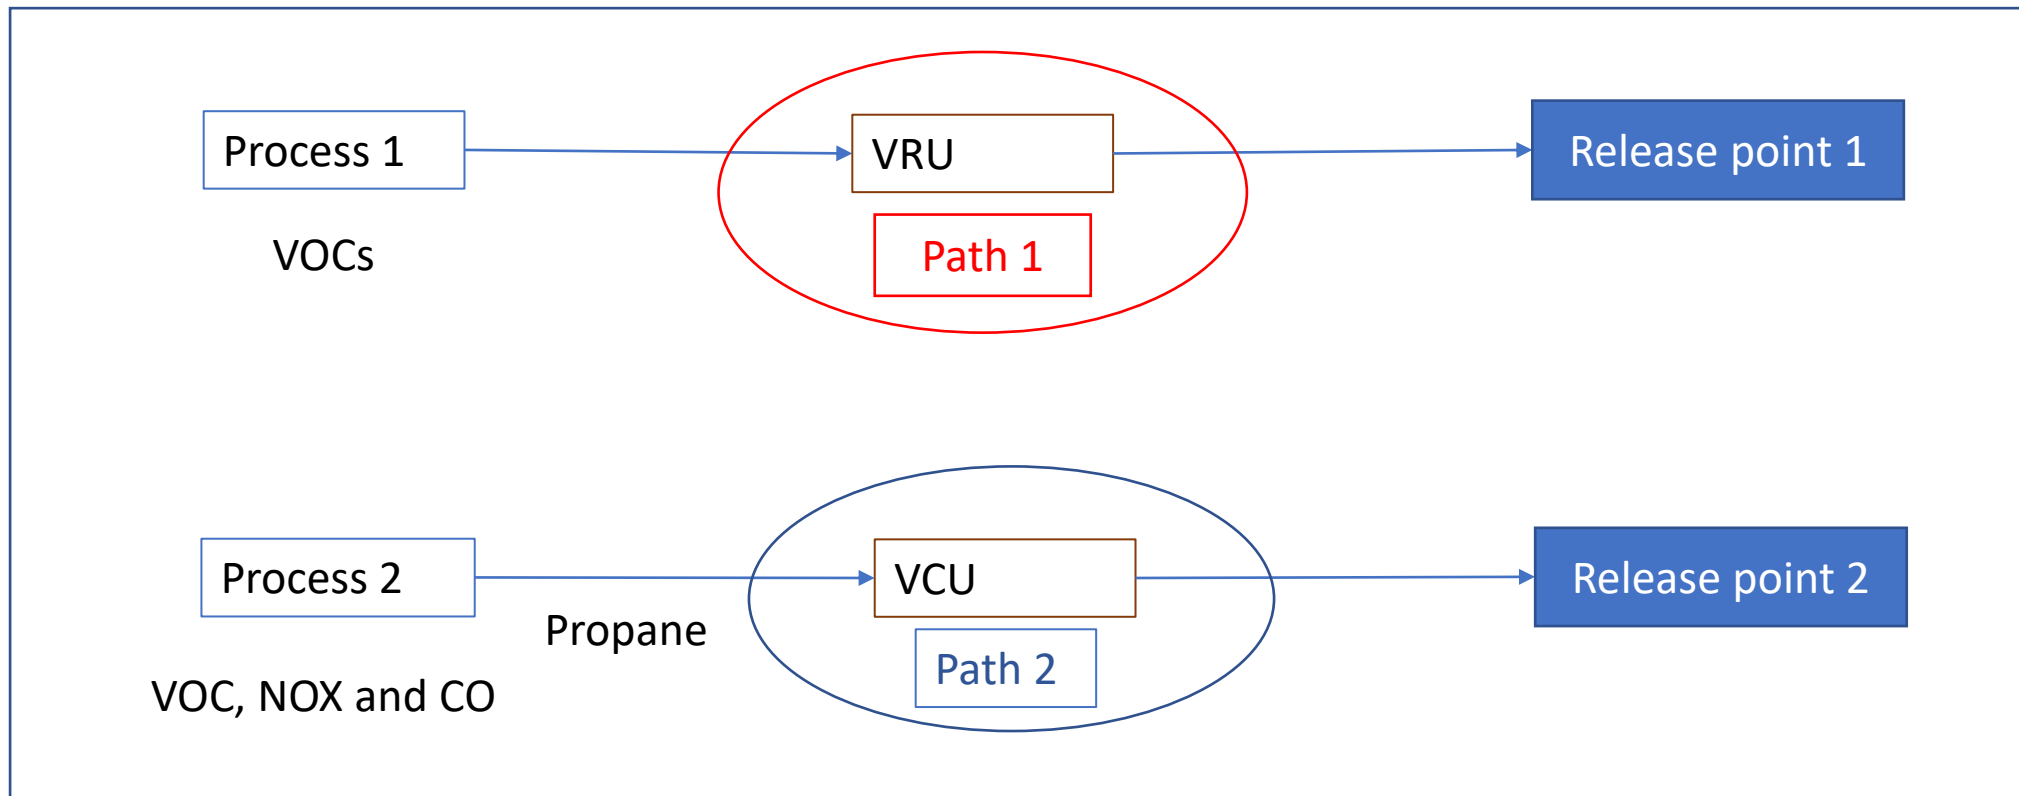 Process 1
VRU
Release point 1
VOCs
Path 1
Process 2
VCU
Release point 2
Propane
Path 2
VOC, NOX and CO